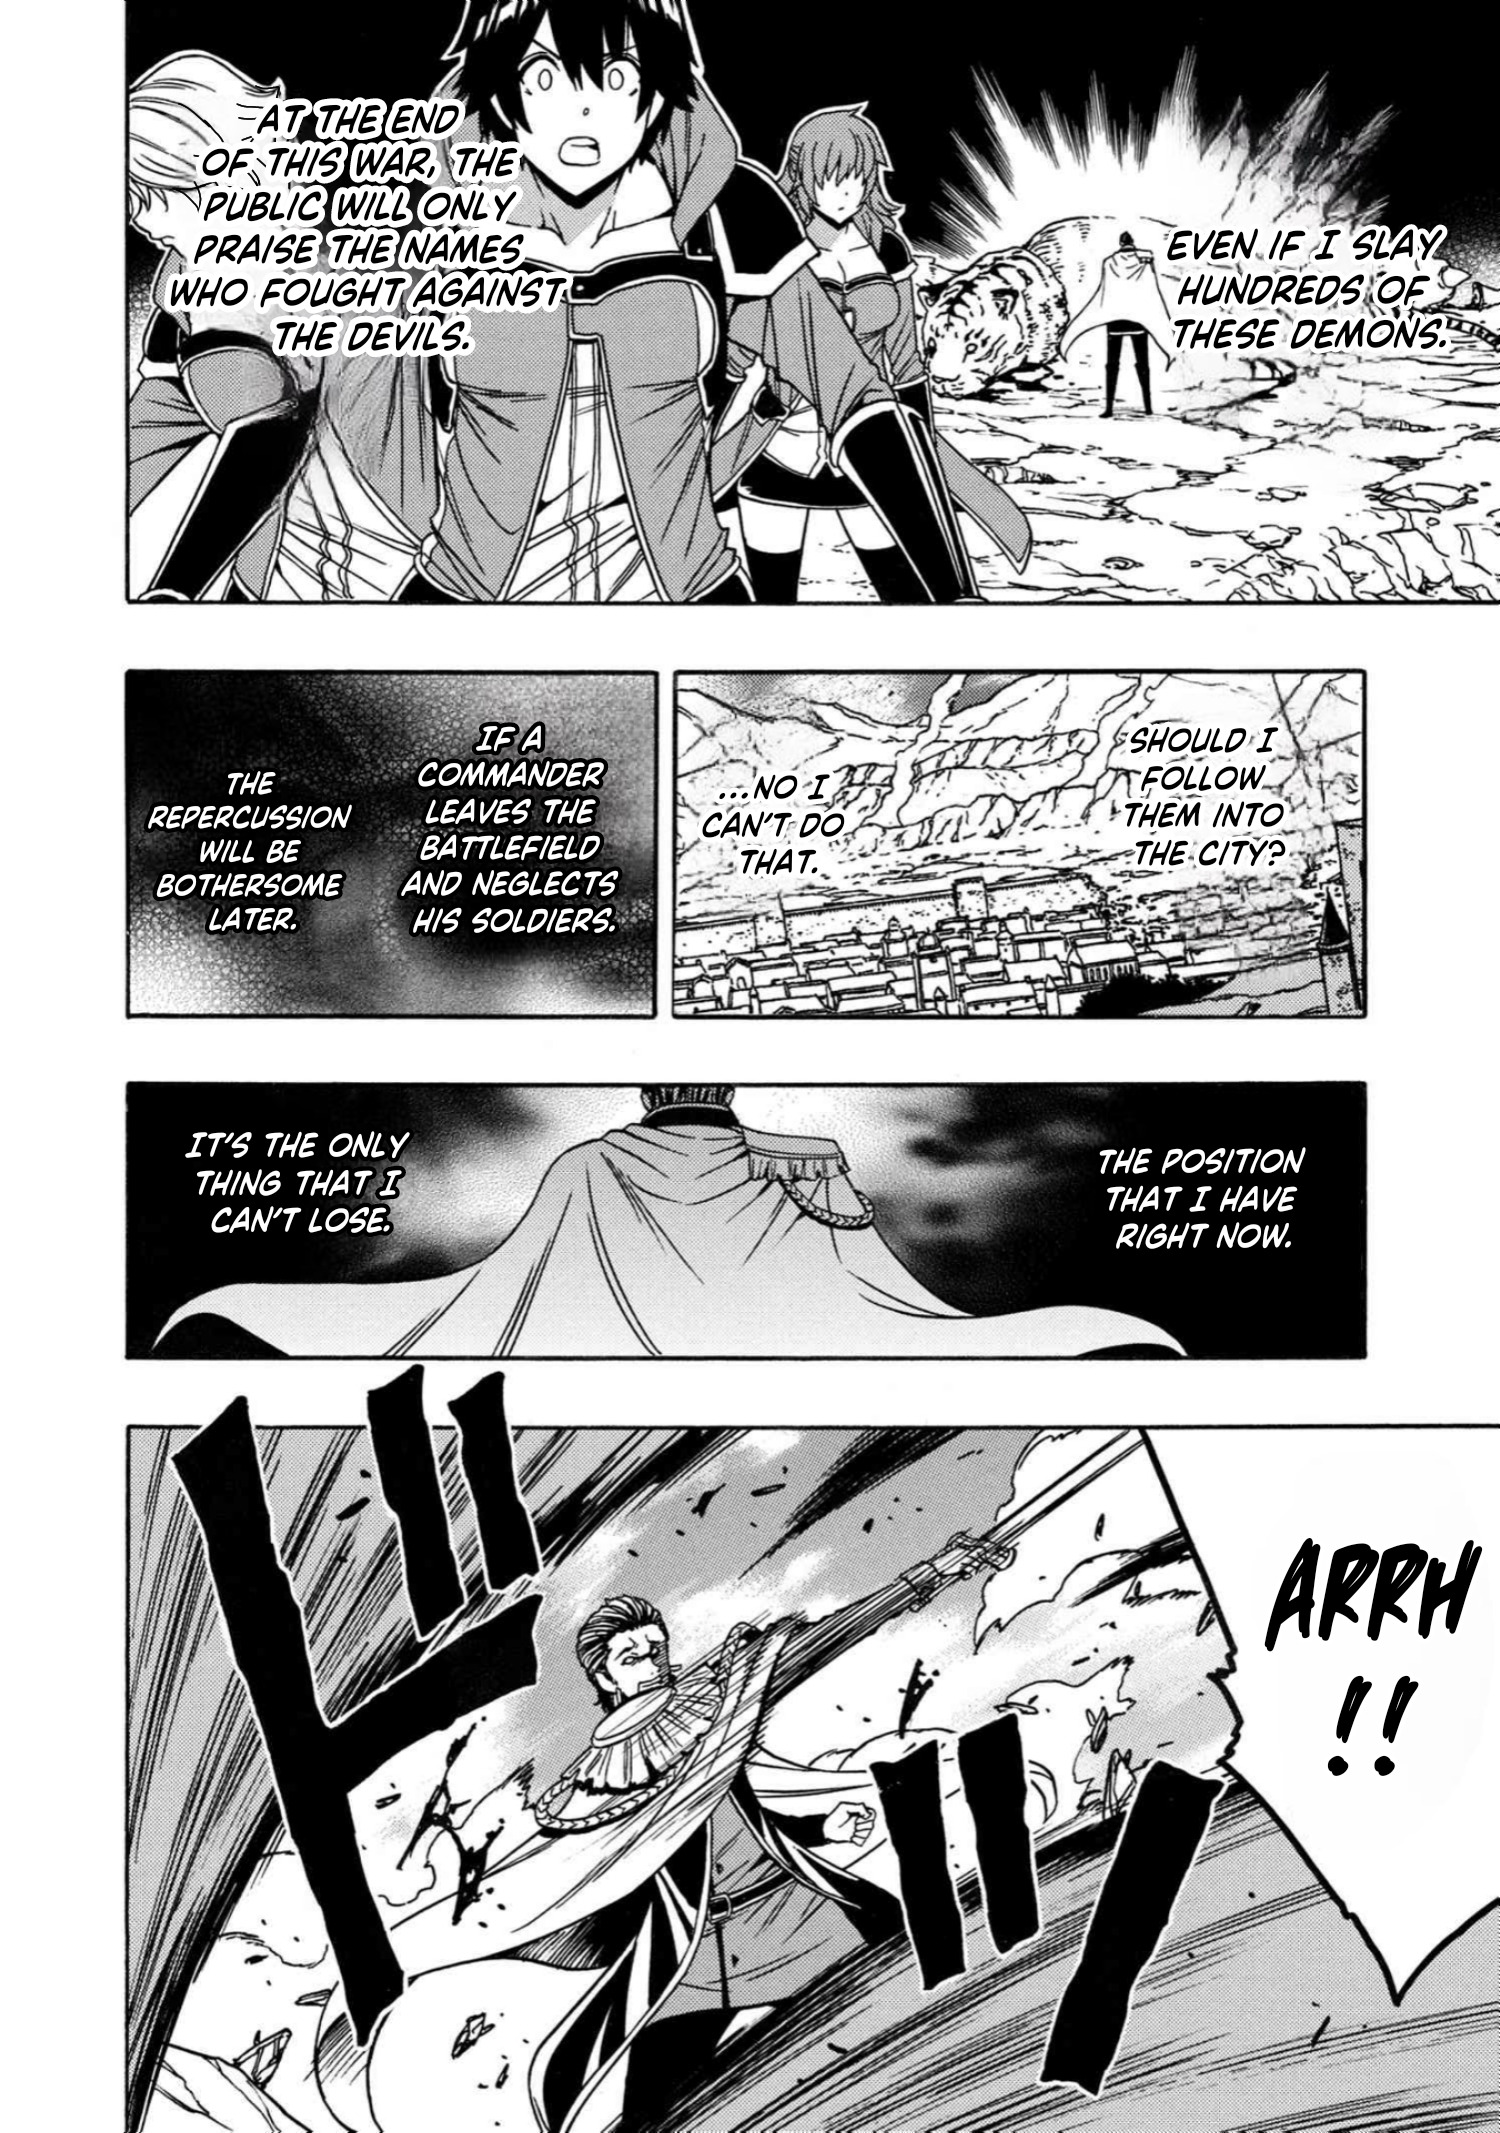 EVEN IF I SLAY
HUNDREDS OF
THESE DEMONS.
AT THE END
OF THIS WAR, THE
PUBLIC WILL ONLY
PRAISE THE NAMES
WHO FOUGHT AGAINST
THE DEVILS.
SHOULD I
FOLLOW
THEM INTO
THE CITY?
...NO I
CAN'T DO
THAT.
IF A
COMMANDER
LEAVES THE
BATTLEFIELD
AND NEGLECTS
HIS SOLDIERS.
THE
REPERCUSSION
WILL BE
BOTHERSOME
LATER.
THE POSITION
THAT I HAVE
RIGHT NOW.
IT'S THE ONLY
THING THAT I
CAN'T LOSE.
ARRH
!!
ドドッ